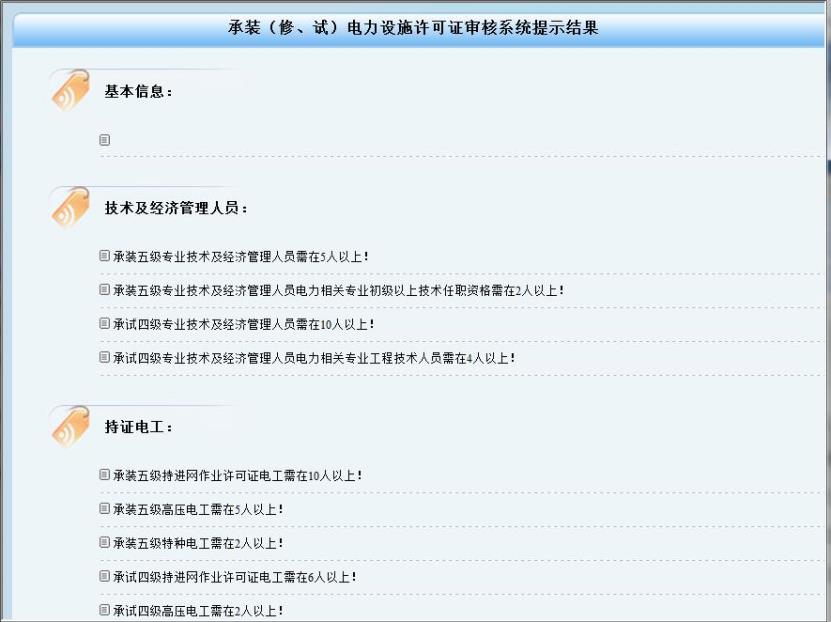 承装（修、试）电力设施许可证审核系统提示结果
基本信息：
技术及经济管理人员：
承装五级专业技术及经济管理人员需在5人以上！
承装五级专业技术及经济管理人员电力相关专业初级以上技术任职资格需在2人以上！
承试四级专业技术及经济管理人员需在10人以上！
承试四级专业技术及经济管理人员电力相关专业工程技术人员需在4人以上！
持证电工：
承装五级持进网作业许可证电工需在10人以上！
承装五级高压电工需在5人以上！
承装五级特种电工需在2人以上！
承试四级持进网作业许可证电工需在6人以上！
承试四级高压电工需在2人以上！